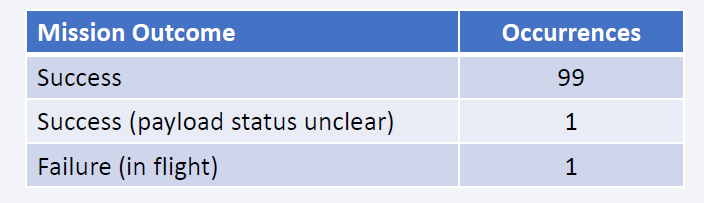 Mission Outcome Occurrences
Success 99
Success (payload status unclear) 1
Failure (in flight) 1